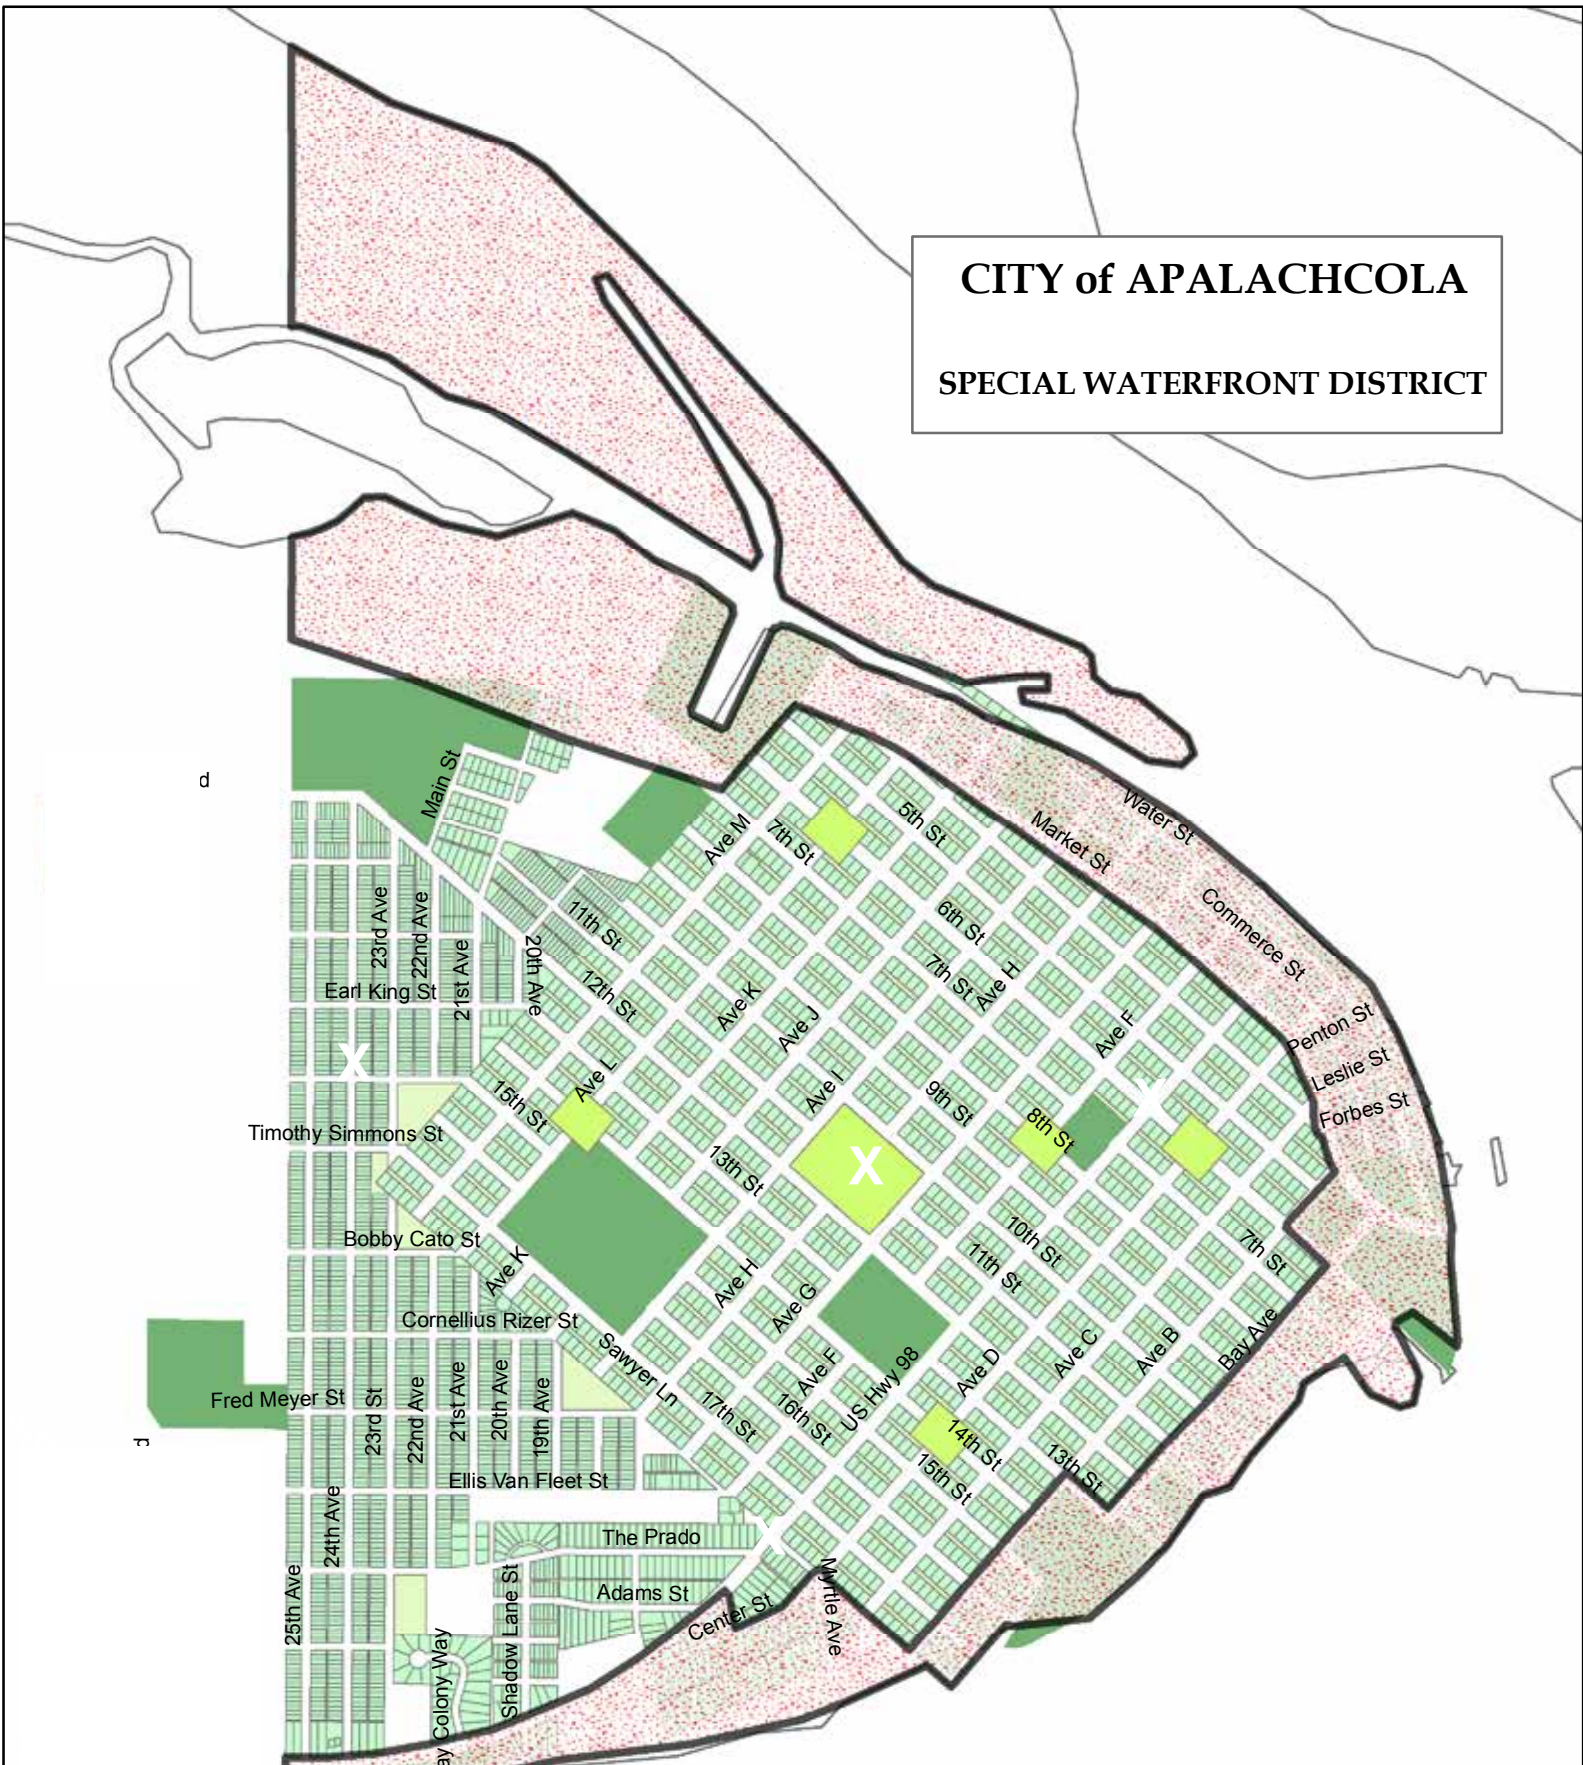 CITY of APALACHCOLA
SPECIAL WATERFRONT DISTRICT
d
Main St
Ave M
7th St
5th St
Market St
Water St
Commerce St
23rd Ave
22nd Ave
21st Ave
20th Ave
11th St
12th St
6th St
7th St
Ave H
Earl King St
Ave K
Ave J
Ave F
Penton St
Leslie St
Forbes St
X
15th St
Ave L
Ave I
9th St
8th St
Timothy Simmons St
13th St
X
Bobby Cato St
Ave K
Ave H
Ave G
10th St
11th St
7th St
Cornellius Rizer St
Sawyer Ln
Ave F
US Hwy 98
Ave D
Ave C
Ave B
Bay Ave
Fred Meyer St
23rd St
22nd Ave
21st Ave
20th Ave
19th Ave
17th St
16th St
14th St
15th St
13th St
d
Ellis Van Fleet St
24th Ave
The Prado
X
25th Ave
Adams St
Shadow Lane St
Center St
Myrtle Ave
ay Colony Way